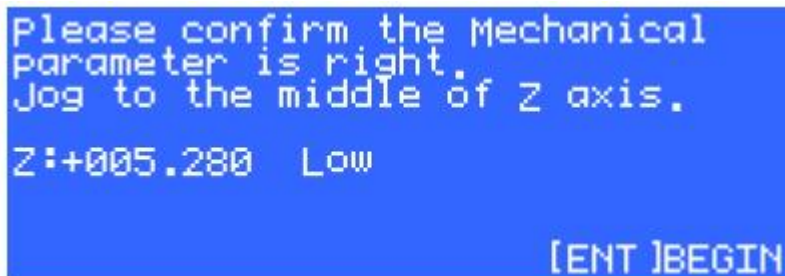 Please confirm the Mechanical
parameter is right.
Jog to the middle of Z axis.
Z:+005.280 Low
[ENT]BEGIN